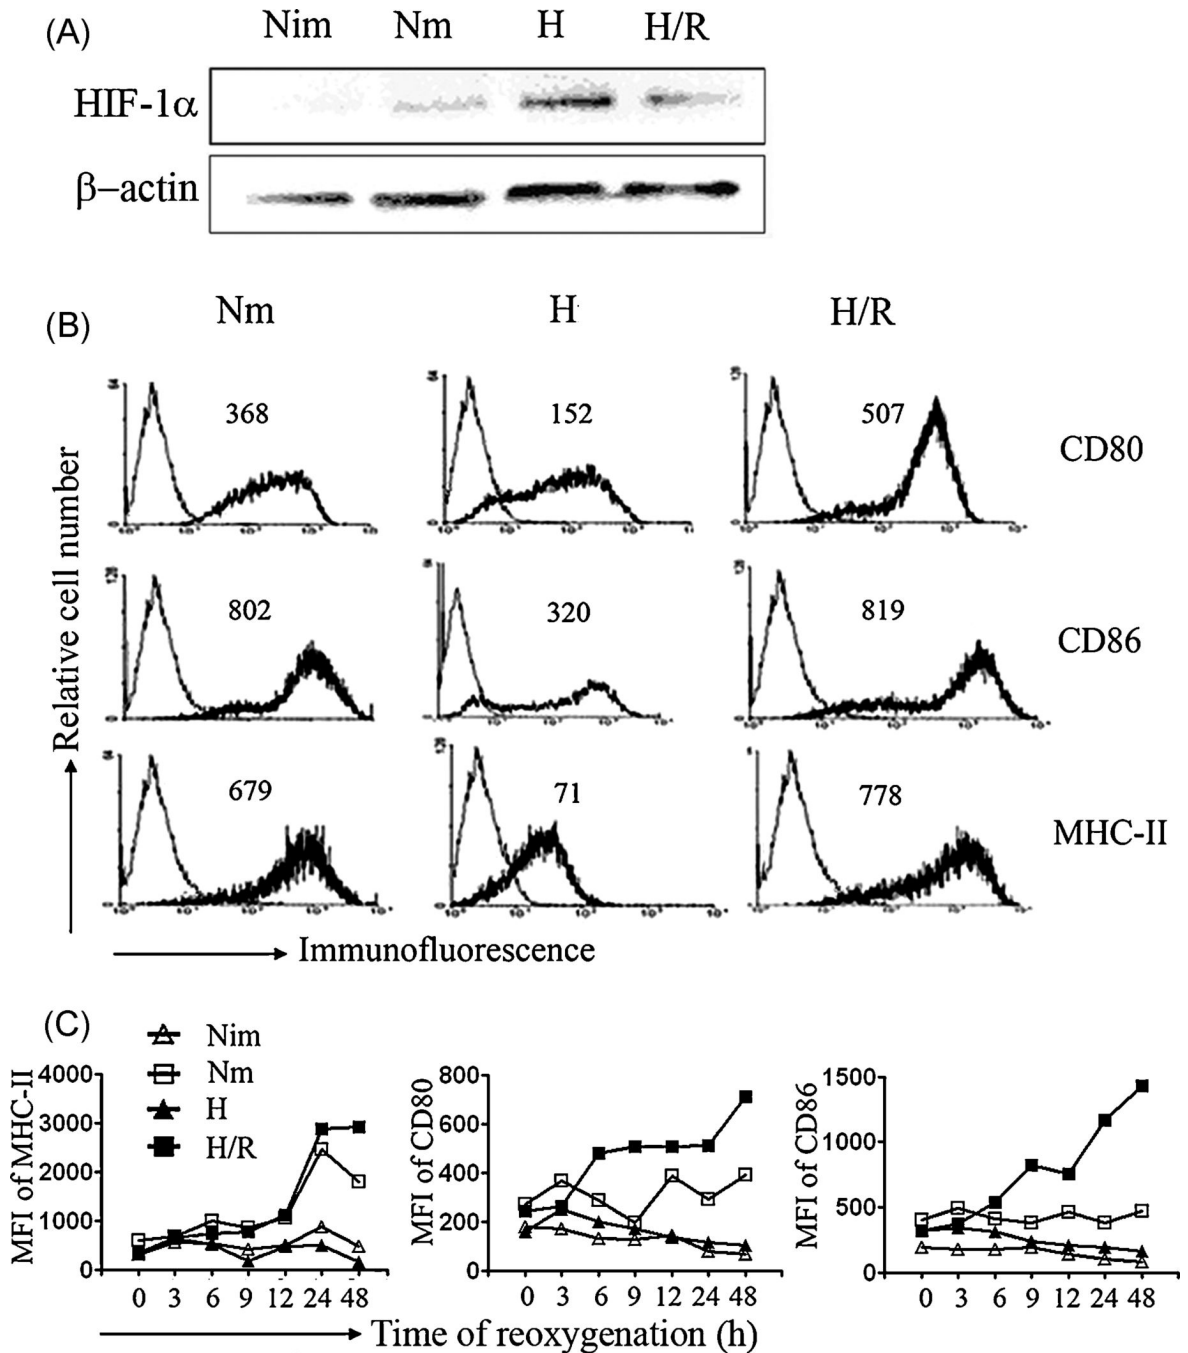 (A) Nim Nm H H/R
HIF-1α
β-actin
(B) Nm H H/R
368 152 507 CD80
802 320 819 CD86
679 71 778 MHC-II
Relative cell number
Immunofluorescence
(C)
Nim
Nm
H
H/R
MFI of MHC-II
4000
3000
2000
1000
0
0 3 6 9 12 24 48
MFI of CD80
800
600
400
200
0
0 3 6 9 12 24 48
MFI of CD86
1500
1000
500
0
0 3 6 9 12 24 48
Time of reoxygenation (h)